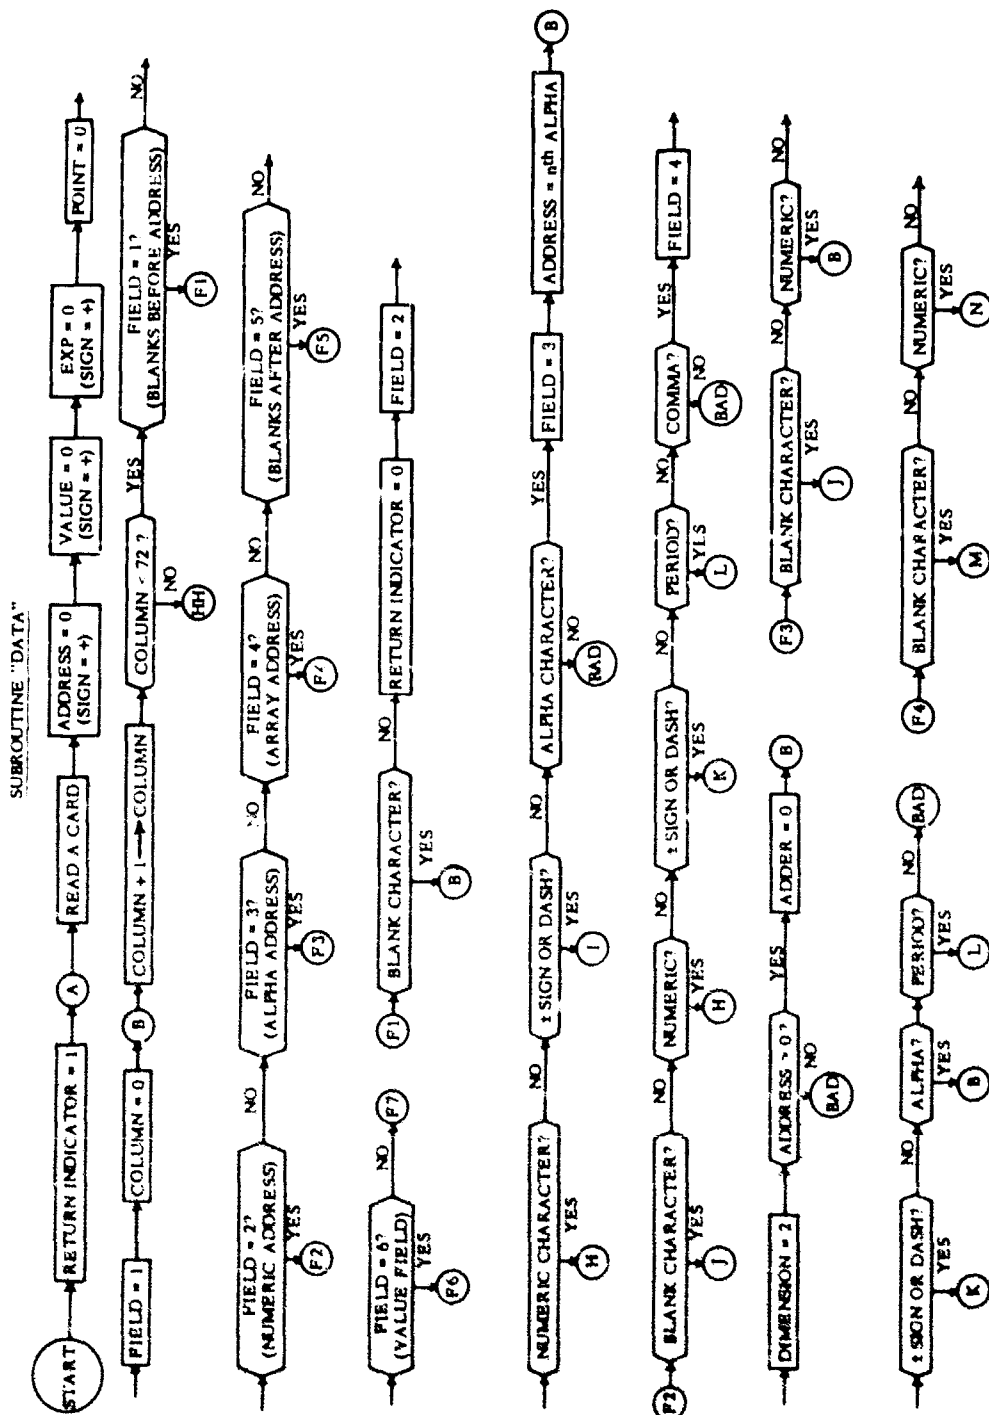 SUBROUTINE "DATA"
START
RETURN INDICATOR = 1
A
READ A CARD
ADDRESS = 0
(SIGN = +)
VALUE = 0
(SIGN = +)
EXP = 0
(SIGN = +)
POINT = 0
FIELD = 1
COLUMN = 0
B
COLUMN + 1 → COLUMN
COLUMN < 72 ?
NO
HH
YES
FIELD = 1?
(BLANKS BEFORE ADDRESS)
YES
F1
NO
FIELD = 2?
(NUMERIC ADDRESS)
YES
F2
NO
FIELD = 3?
(ALPHA ADDRESS)
YES
F3
NO
FIELD = 4?
(ARRAY ADDRESS)
YES
F4
NO
FIELD = 5?
(BLANKS AFTER ADDRESS)
YES
F5
NO
FIELD = 6?
(VALUE FIELD)
YES
F6
NO
F7
F1
BLANK CHARACTER?
YES
B
NO
RETURN INDICATOR = 0
FIELD = 2
NUMERIC CHARACTER?
YES
H
NO
± SIGN OR DASH?
YES
I
NO
ALPHA CHARACTER?
NO
BAD
YES
FIELD = 3
ADDRESS = nth ALPHA
B
F2
BLANK CHARACTER?
YES
J
NO
NUMERIC?
YES
H
NO
± SIGN OR DASH?
YES
K
NO
PERIOD?
YES
L
NO
COMMA?
NO
BAD
YES
FIELD = 4
DIMENSION = 2
ADDRESS > 0?
NO
BAD
YES
ADDER = 0
B
F3
BLANK CHARACTER?
YES
J
NO
NUMERIC?
YES
B
NO
± SIGN OR DASH?
YES
K
NO
ALPHA?
YES
B
PERIOD?
YES
L
NO
BAD
F4
BLANK CHARACTER?
YES
M
NO
NUMERIC?
YES
N
NO